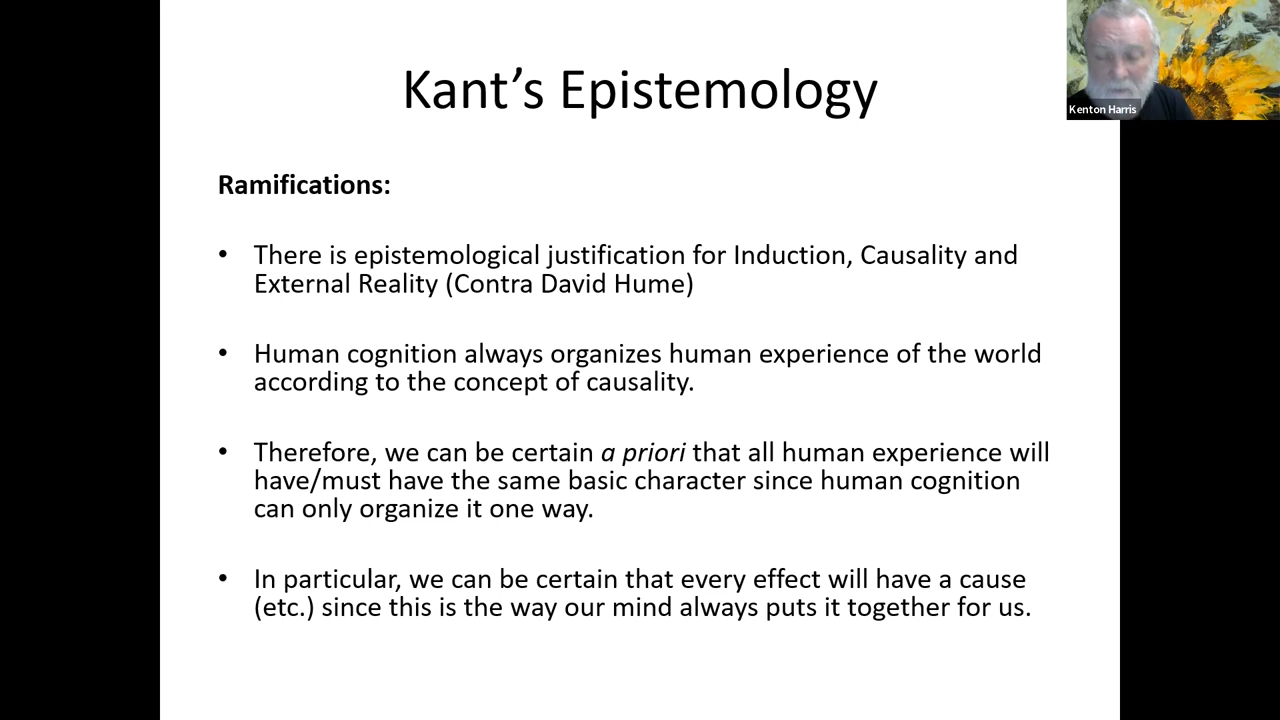 Kant’s Epistemology
Kenton Harris
Ramifications:
• There is epistemological justification for Induction, Causality and
External Reality (Contra David Hume)
• Human cognition always organizes human experience of the world
according to the concept of causality.
• Therefore, we can be certain a priori that all human experience will
have/must have the same basic character since human cognition
can only organize it one way.
• In particular, we can be certain that every effect will have a cause
(etc.) since this is the way our mind always puts it together for us.